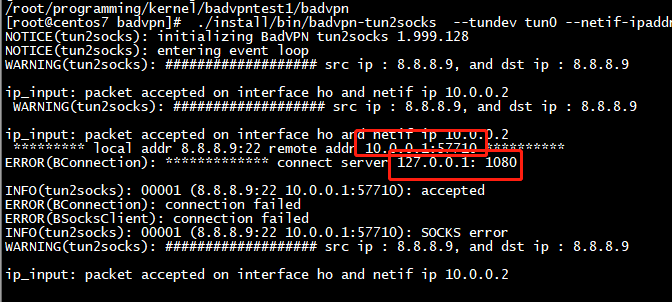 /root/programming/kernel/badvpntest1/badvpn
[root@centos7 badvpn]# ./install/bin/badvpn-tun2socks --tundev tun0 --netif-ipaddr
NOTICE(tun2socks): initializing BadVPN tun2socks 1.999.128
NOTICE(tun2socks): entering event loop
WARNING(tun2socks): ################### src ip : 8.8.8.9, and dst ip : 8.8.8.9
ip_input: packet accepted on interface ho and netif ip 10.0.0.2
WARNING(tun2socks): ################### src ip : 8.8.8.9, and dst ip : 8.8.8.9
ip_input: packet accepted on interface ho and netif ip 10.0.0.2
********* local addr 8.8.8.9:22 remote addr 10.0.0.1:57710 **********
ERROR(BConnection): ************* connect server 127.0.0.1: 1080
INFO(tun2socks): 00001 (8.8.8.9:22 10.0.0.1:57710): accepted
ERROR(BConnection): connection failed
ERROR(BSocksClient): connection failed
INFO(tun2socks): 00001 (8.8.8.9:22 10.0.0.1:57710): SOCKS error
WARNING(tun2socks): ################### src ip : 8.8.8.9, and dst ip : 8.8.8.9
ip_input: packet accepted on interface ho and netif ip 10.0.0.2